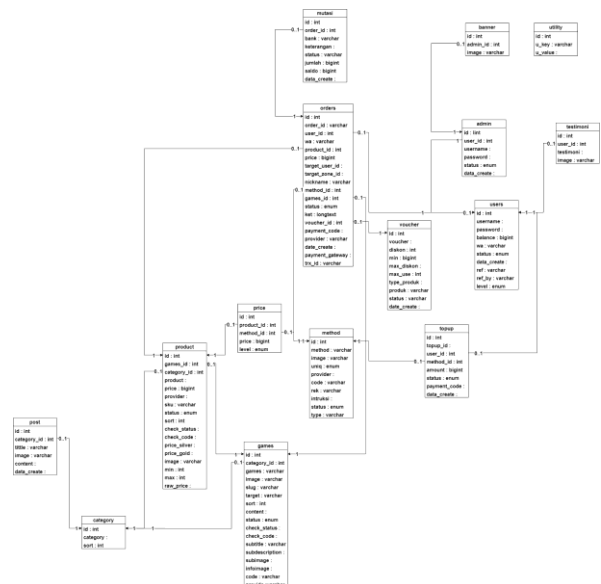 mutasi
id : int
order_id : int
bank : varchar
keterangan :
status : varchar
jumlah : bigint
saldo : bigint
data_create :
banner
id : int
admin_id : int
image : varchar
utility
id : int
u_key : varchar
u_value :
orders
id : int
order_id : varchar
user_id : int
wa : varchar
product_id : int
price : bigint
target_user_id :
target_zone_id :
nickname : varchar
method_id : int
games_id : int
status : enum
ket : longtext
voucher_id : int
payment_code :
provider : varchar
date_create :
payment_gateway :
trx_id : varchar
admin
id : int
user_id : int
username :
password :
status : enum
data_create :
testimoni
id : int
user_id : int
testimoni :
image : varchar
users
id : int
username :
password :
balance : bigint
wa : varchar
status : enum
data_create :
ref : varchar
ref_by : varchar
level : enum
voucher
id : int
voucher :
diskon : int
min : bigint
max_diskon :
max_use : int
type_produk :
produk : varchar
status : varchar
date_create :
price
id : int
product_id : int
method_id : int
price : bigint
level : enum
method
id : int
method : varchar
image : varchar
uniq : enum
provider :
code : varchar
rek : varchar
intruksi :
status : enum
type : varchar
topup
id : int
topup_id :
user_id : int
method_id : int
amount : bigint
status : enum
payment_code :
data_create :
product
id : int
games_id : int
category_id : int
product :
price : bigint
provider :
sku : varchar
status : enum
sort : int
check_status :
check_code :
price_silver :
price_gold :
image : varchar
min : int
max : int
raw_price :
post
id : int
category_id : int
title : varchar
image : varchar
content :
data_create :
games
id : int
category_id : int
games : varchar
image : varchar
slug : varchar
target : varchar
sort : int
content :
status : enum
check_status :
check_code :
subtitle : varchar
subdescription :
subimage :
infoimage :
code : varchar
category
id : int
category :
sort : int